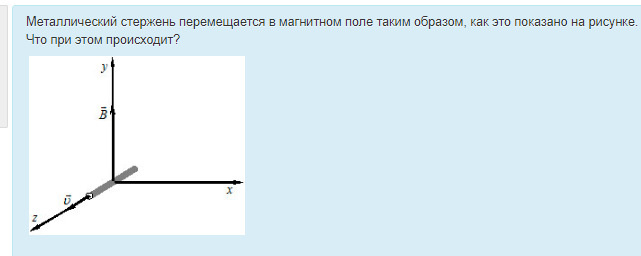 Металлический стержень перемещается в магнитном поле таким образом, как это показано на рисунке.
Что при этом происходит?
y
B
x
υ
z